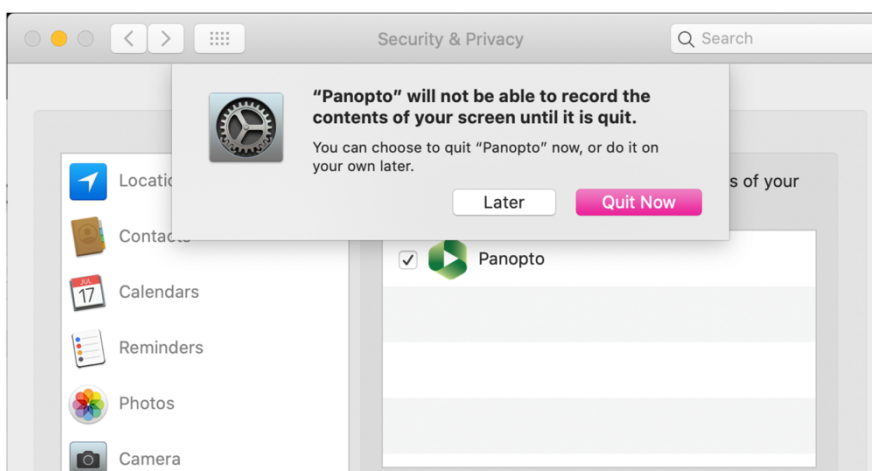 Security & Privacy
Search
“Panopto” will not be able to record the
contents of your screen until it is quit.
You can choose to quit “Panopto” now, or do it on
your own later.
Later
Quit Now
s of your
Locatio
Contacts
Calendars
JUL
17
Reminders
Photos
Camera
Panopto